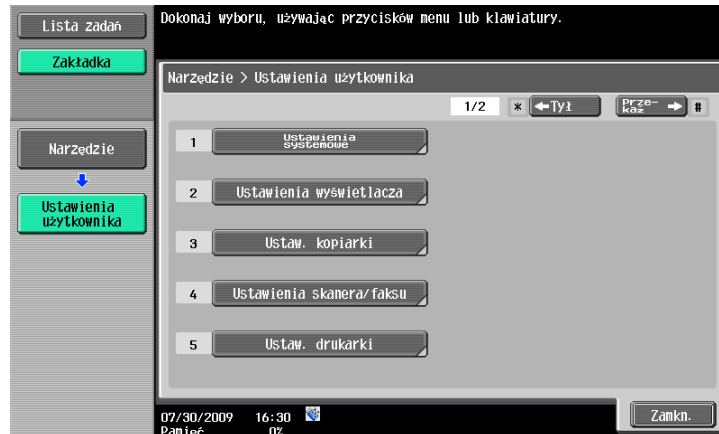 Lista zadań
Dokonaj wyboru, używając przycisków menu lub klawiatury.
Zakładka
Narzędzie > Ustawienia użytkownika
1/2 * ←Tył Prze-
kaz → #
Narzędzie
Ustawienia
użytkownika
1 Ustawienia
systemowe
2 Ustawienia wyświetlacza
3 Ustaw. kopiarki
4 Ustawienia skanera/faksu
5 Ustaw. drukarki
07/30/2009 16:30
Pamięć 0%
Zamkn.